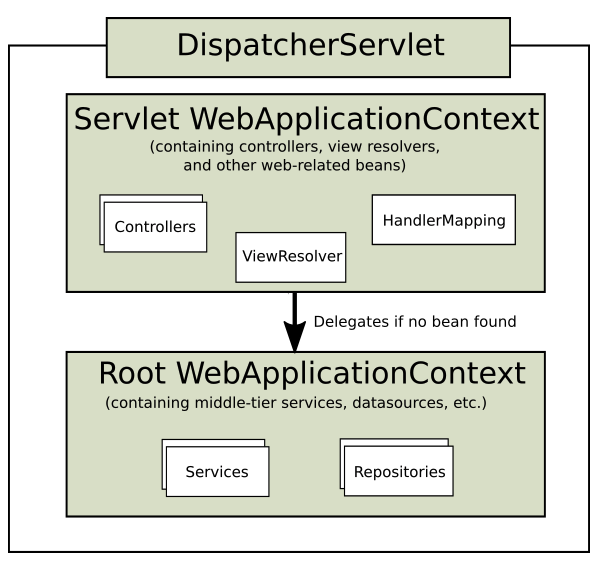 DispatcherServlet
Servlet WebApplicationContext
(containing controllers, view resolvers,
and other web-related beans)
Controllers
HandlerMapping
ViewResolver
Delegates if no bean found
Root WebApplicationContext
(containing middle-tier services, datasources, etc.)
Services
Repositories